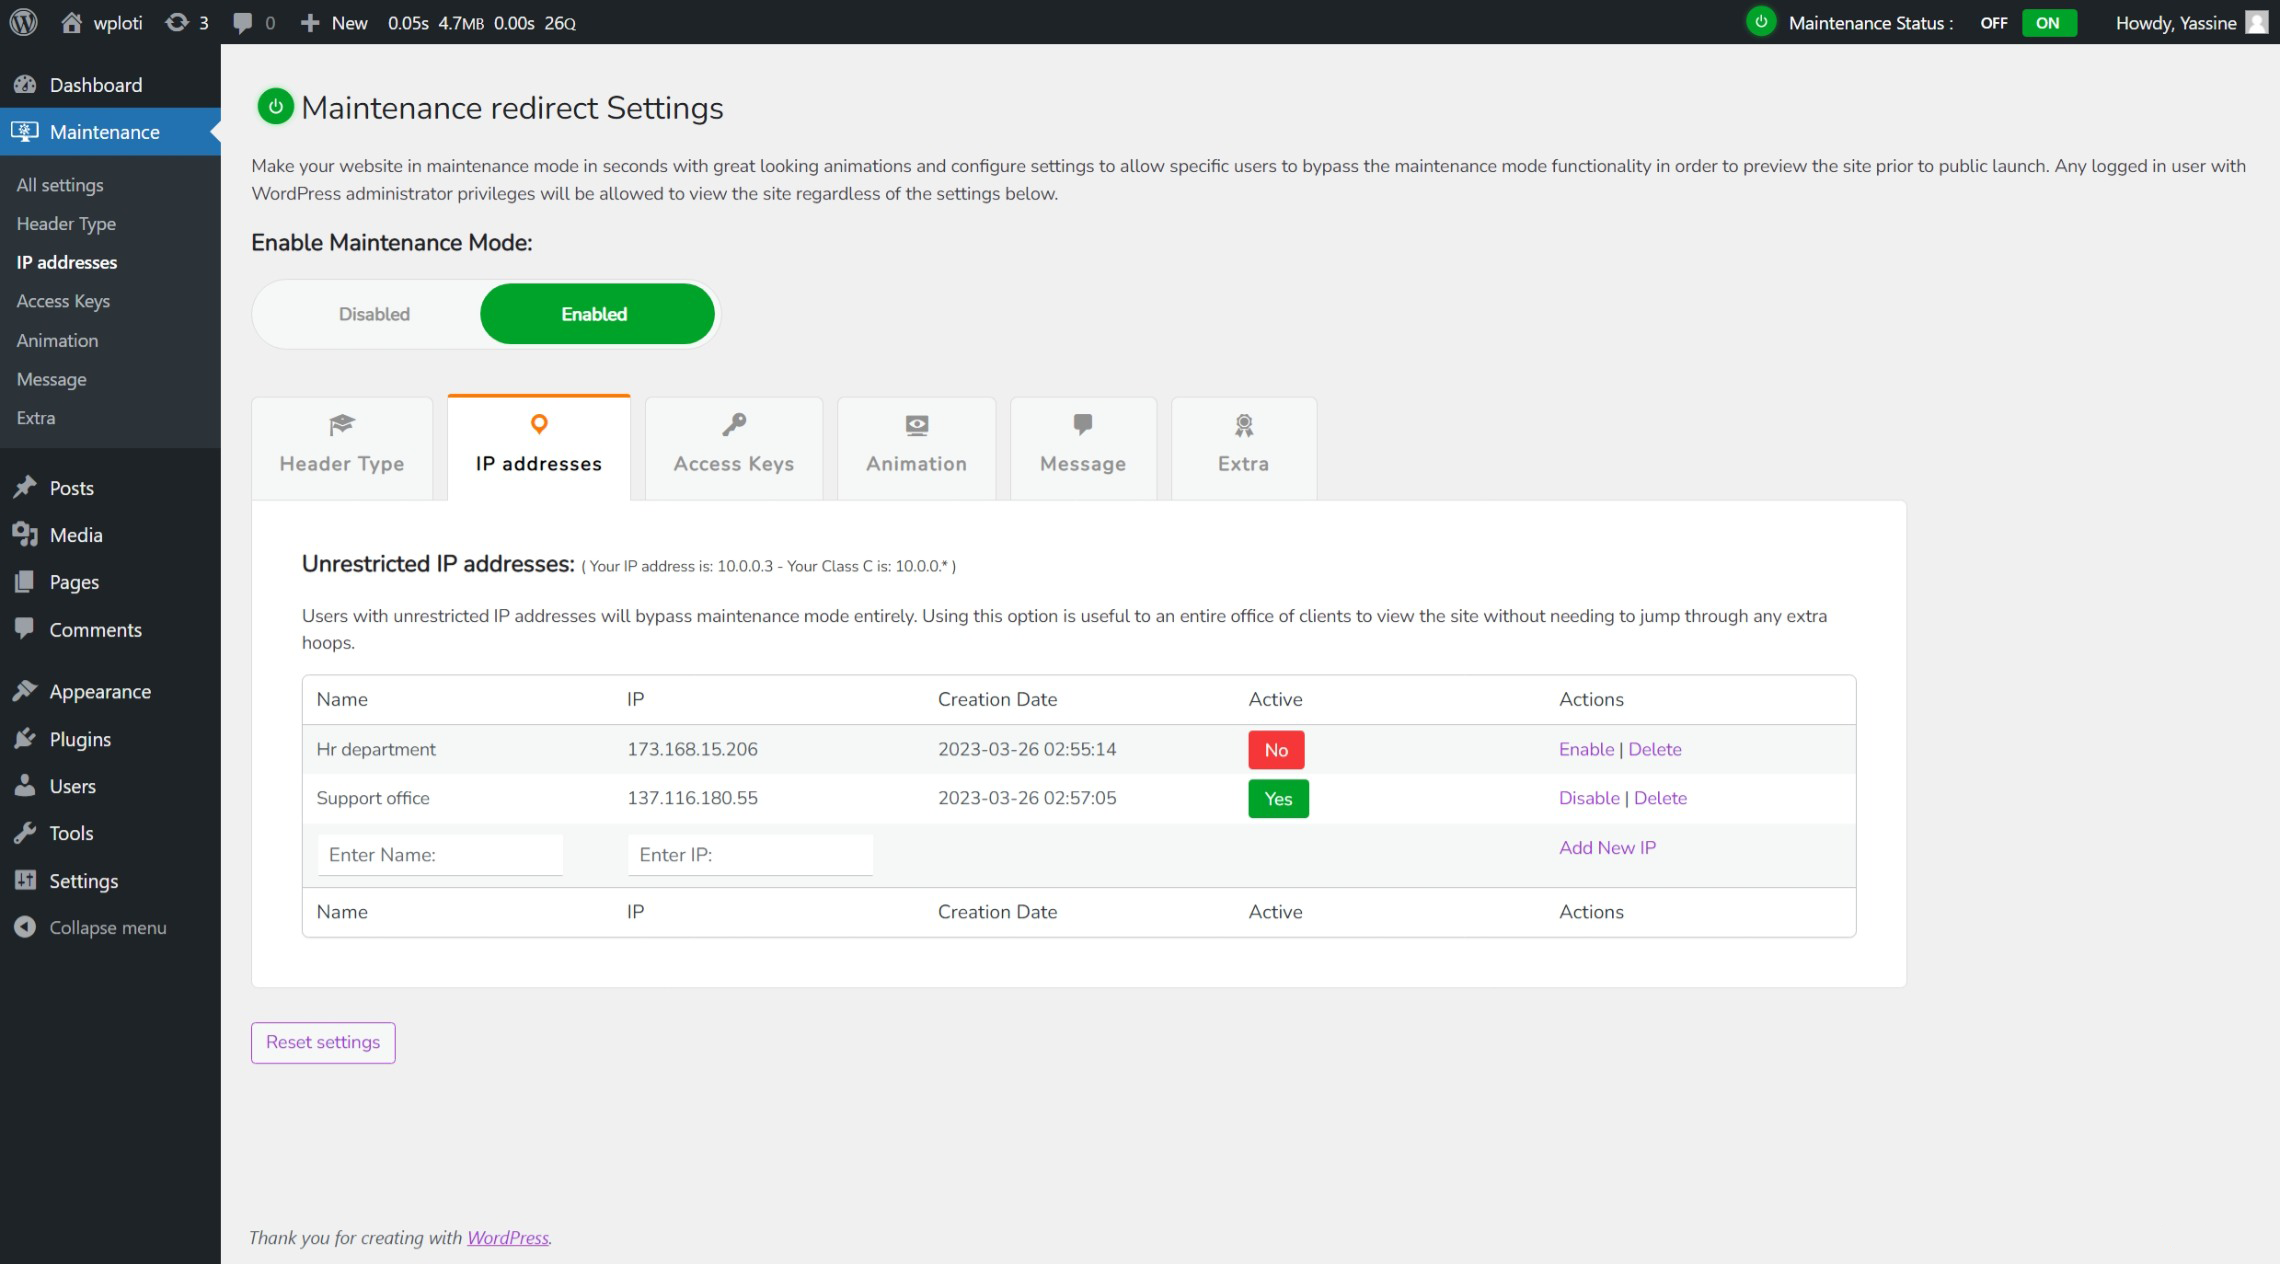 wploti 3 0 New 0.05s 4.7MB 0.00s 26Q Maintenance Status : OFF ON Howdy, Yassine
Dashboard
Maintenance
All settings
Header Type
IP addresses
Access Keys
Animation
Message
Extra
Posts
Media
Pages
Comments
Appearance
Plugins
Users
Tools
Settings
Collapse menu
Maintenance redirect Settings
Make your website in maintenance mode in seconds with great looking animations and configure settings to allow specific users to bypass the maintenance mode functionality in order to preview the site prior to public launch. Any logged in user with
WordPress administrator privileges will be allowed to view the site regardless of the settings below.
Enable Maintenance Mode:
Disabled Enabled
Header Type IP addresses Access Keys Animation Message Extra
Unrestricted IP addresses: ( Your IP address is: 10.0.0.3 - Your Class C is: 10.0.0.* )
Users with unrestricted IP addresses will bypass maintenance mode entirely. Using this option is useful to an entire office of clients to view the site without needing to jump through any extra
hoops.
Name IP Creation Date Active Actions
Hr department 173.168.15.206 2023-03-26 02:55:14 No Enable | Delete
Support office 137.116.180.55 2023-03-26 02:57:05 Yes Disable | Delete
Enter Name: Enter IP: Add New IP
Name IP Creation Date Active Actions
Reset settings
Thank you for creating with WordPress.